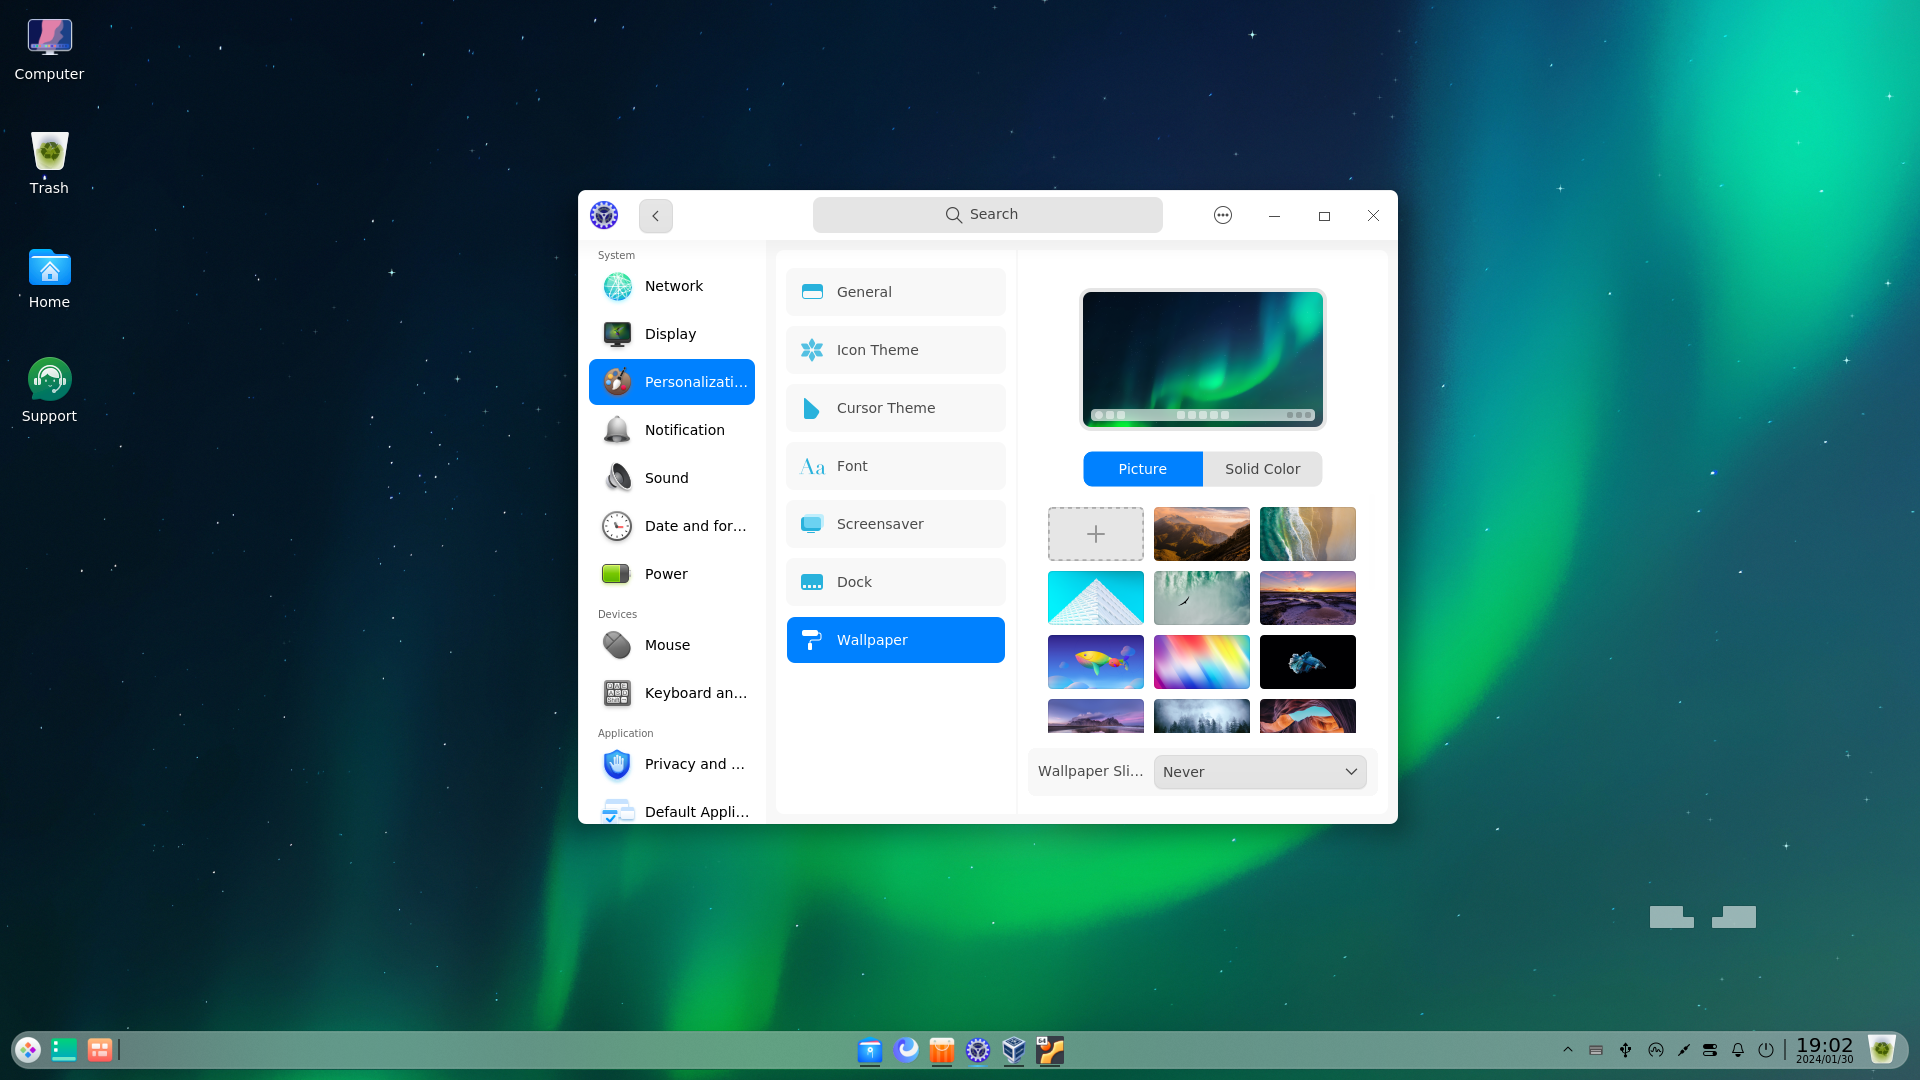 Computer
Trash
Home
Support
Search
System
Network
Display
Personalizati...
Notification
Sound
Date and for...
Power
Devices
Mouse
Keyboard an...
Application
Privacy and ...
Default Appli...
General
Icon Theme
Cursor Theme
Aa Font
Screensaver
Dock
Wallpaper
Picture
Solid Color
Wallpaper Sli...
Never
64
19:02
2024/01/30